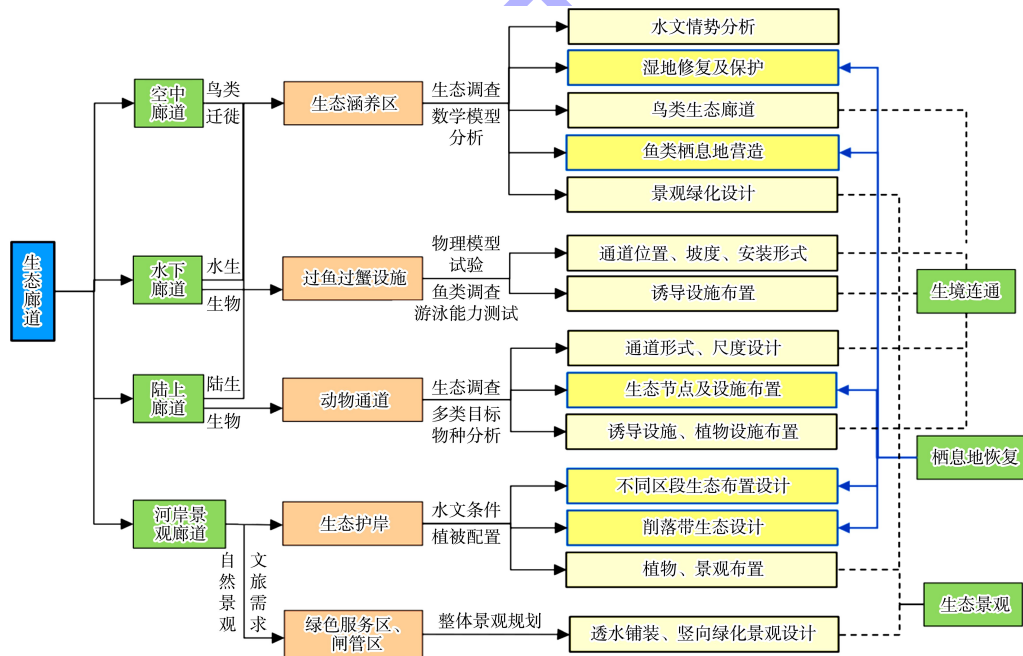 生态廊道
空中
廊道
鸟类
迁徙
水下
廊道
水生
生物
陆上
廊道
陆生
生物
河岸景
观廊道
自然景观
文旅需求
生态涵养区
生态调查
数学模型
分析
过鱼过蟹设施
物理模型
试验
鱼类调查
游泳能力测试
动物通道
生态调查
多类目标
物种分析
生态护岸
水文条件
植被配置
绿色服务区、
闸管区
整体景观规划
水文情势分析
湿地修复及保护
鸟类生态廊道
鱼类栖息地营造
景观绿化设计
通道位置、坡度、安装形式
诱导设施布置
通道形式、尺度设计
生态节点及设施布置
诱导设施、植物设施布置
不同区段生态布置设计
削落带生态设计
植物、景观布置
透水铺装、竖向绿化景观设计
生境连通
栖息地恢复
生态景观